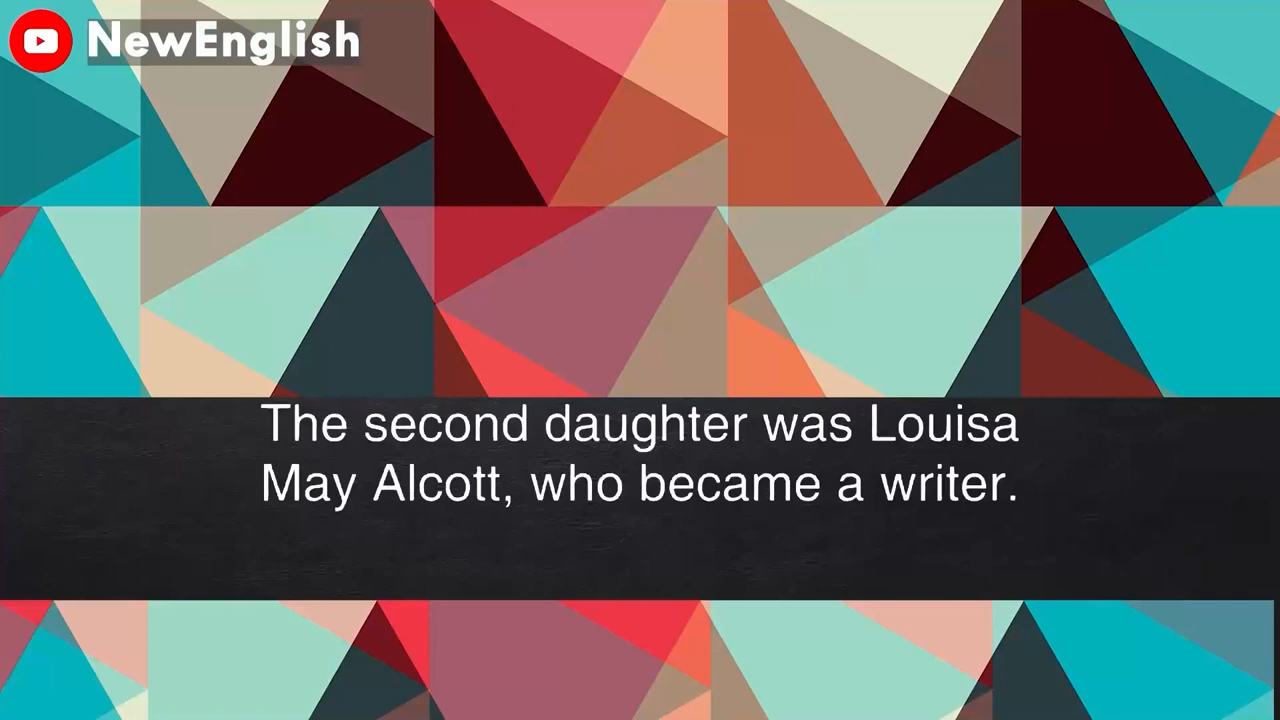 NewEnglish
The second daughter was Louisa
May Alcott, who became a writer.